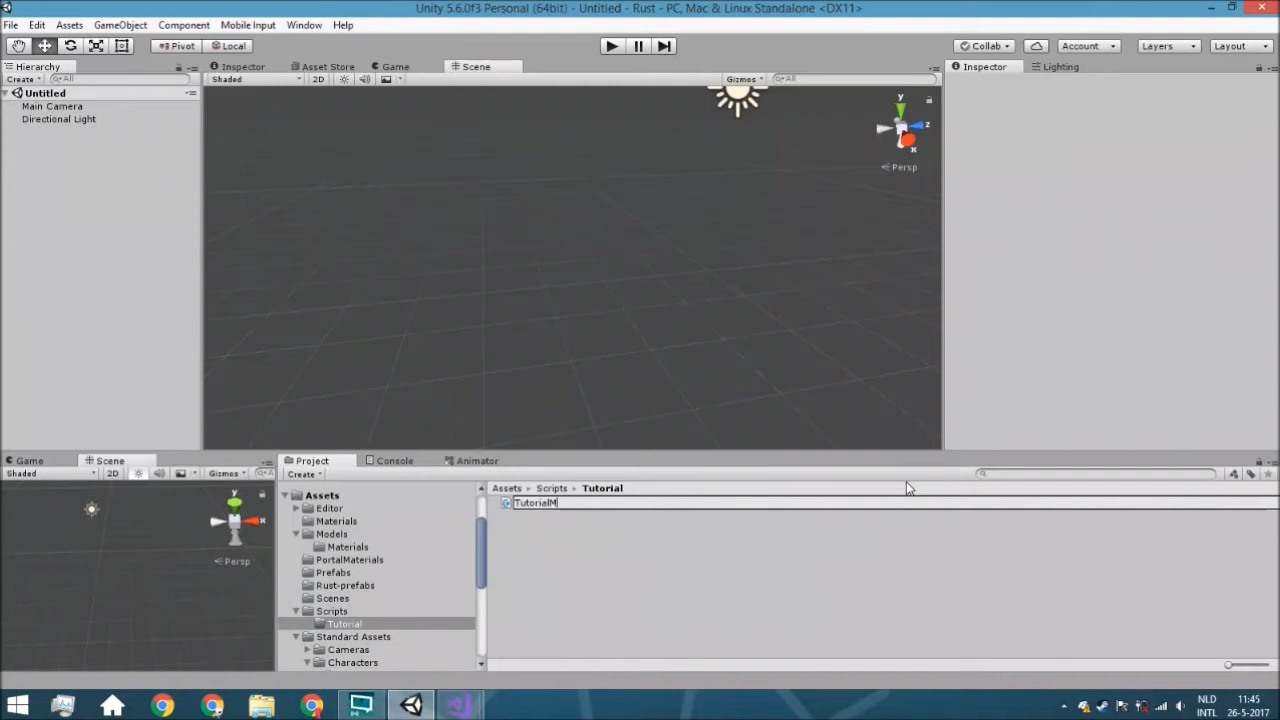 Unity 5.6.0f3 Personal (64bit) - Untitled - Rust - PC, Mac & Linux Standalone <DX11>
File Edit Assets GameObject Component Mobile Input Window Help
Pivot Local Collab Account Layers Layout
Hierarchy Inspector Asset Store Game Scene Inspector Lighting
Create All Shaded 2D Gizmos All
Untitled
Main Camera
Directional Light
y
z
x
Persp
Game Scene Project Console Animator
Shaded 2D Gizmos Create
Assets Scripts Tutorial
TutorialM
y
x
Persp
Assets
Editor
Materials
Models
Materials
PortalMaterials
Prefabs
Rust-prefabs
Scenes
Scripts
Tutorial
Standard Assets
Cameras
Characters
NLD 11:45
INTL 26-5-2017